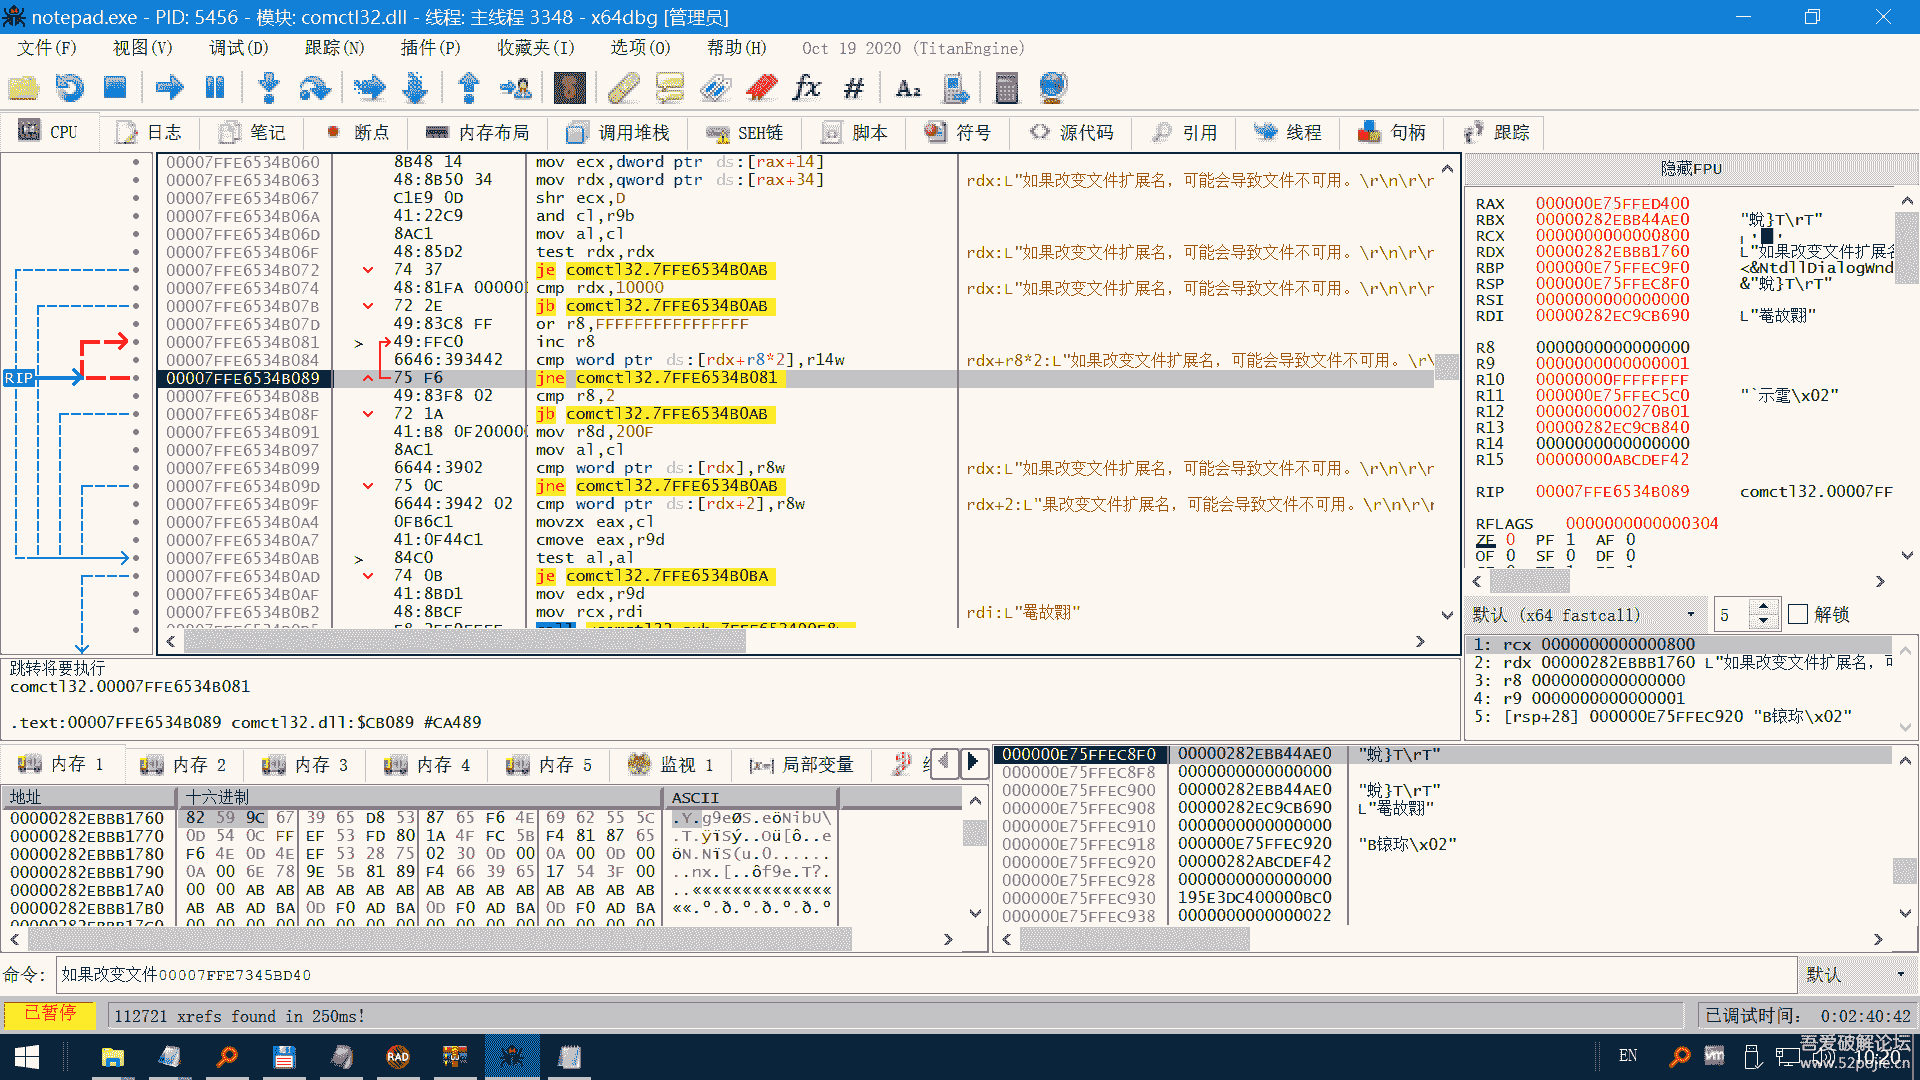 notepad.exe - PID: 5456 - 模块: comctl32.dll - 线程: 主线程 3348 - x64dbg [管理员]
文件(F) 视图(V) 调试(D) 跟踪(N) 插件(P) 收藏夹(I) 选项(O) 帮助(H) Oct 19 2020 (TitanEngine)
CPU 日志 笔记 断点 内存布局 调用堆栈 SEH链 脚本 符号 源代码 引用 线程 句柄 跟踪
00007FFE6534B060 8B48 14 mov ecx,dword ptr ds:[rax+14]
00007FFE6534B063 48:8B50 34 mov rdx,qword ptr ds:[rax+34] rdx:L"如果改变文件扩展名，可能会导致文件不可用。\r\n\r\r
00007FFE6534B067 C1E9 0D shr ecx,D
00007FFE6534B06A 41:22C9 and cl,r9b
00007FFE6534B06D 8AC1 mov al,cl
00007FFE6534B06F 48:85D2 test rdx,rdx rdx:L"如果改变文件扩展名，可能会导致文件不可用。\r\n\r\r
00007FFE6534B072 74 37 je comctl32.7FFE6534B0AB
00007FFE6534B074 48:81FA 00000 cmp rdx,10000 rdx:L"如果改变文件扩展名，可能会导致文件不可用。\r\n\r\r
00007FFE6534B07B 72 2E jb comctl32.7FFE6534B0AB
00007FFE6534B07D 49:83C8 FF or r8,FFFFFFFFFFFFFFFF
00007FFE6534B081 49:FFC0 inc r8
00007FFE6534B084 6646:393442 cmp word ptr ds:[rdx+r8*2],r14w rdx+r8*2:L"如果改变文件扩展名，可能会导致文件不可用。\r\
RIP 00007FFE6534B089 75 F6 jne comctl32.7FFE6534B081
00007FFE6534B08B 49:83F8 02 cmp r8,2
00007FFE6534B08F 72 1A jb comctl32.7FFE6534B0AB
00007FFE6534B091 41:B8 0F20000 mov r8d,200F
00007FFE6534B097 8AC1 mov al,cl
00007FFE6534B099 6644:3902 cmp word ptr ds:[rdx],r8w rdx:L"如果改变文件扩展名，可能会导致文件不可用。\r\n\r\r
00007FFE6534B09D 75 0C jne comctl32.7FFE6534B0AB
00007FFE6534B09F 6644:3942 02 cmp word ptr ds:[rdx+2],r8w rdx+2:L"果改变文件扩展名，可能会导致文件不可用。\r\n\r\r
00007FFE6534B0A4 0FB6C1 movzx eax,cl
00007FFE6534B0A7 41:0F44C1 cmove eax,r9d
00007FFE6534B0AB 84C0 test al,al
00007FFE6534B0AD 74 0B je comctl32.7FFE6534B0BA
00007FFE6534B0AF 41:8BD1 mov edx,r9d
00007FFE6534B0B2 48:8BCF mov rcx,rdi rdi:L"罨故翾"
隐藏FPU
RAX 000000E75FFED400
RBX 00000282EBB44AE0 "蛻}T\rT"
RCX 0000000000000800
RDX 00000282EBBB1760 L"如果改变文件扩展名
RBP 000000E75FFEC9F0 <&NtdllDialogWnd
RSP 000000E75FFEC8F0 &"蛻}T\rT"
RSI 0000000000000000
RDI 00000282EC9CB690 L"罨故翾"
R8 0000000000000000
R9 0000000000000001
R10 00000000FFFFFFFF
R11 000000E75FFEC5C0
R12 0000000000270B01
R13 00000282EC9CB840
R14 0000000000000000
R15 00000000ABCDEF42
RIP 00007FFE6534B089 comctl32.00007FF
RFLAGS 0000000000000304
ZF 0 PF 1 AF 0
OF 0 SF 0 DF 0
默认 (x64 fastcall) 5 解锁
1: rcx 0000000000000800
2: rdx 00000282EBBB1760 L"如果改变文件扩展名，可
3: r8 0000000000000000
4: r9 0000000000000001
5: [rsp+28] 000000E75FFEC920 "B锿珎\x02"
跳转将要执行
comctl32.00007FFE6534B081
.text:00007FFE6534B089 comctl32.dll:$CB089 #CA489
内存 1 内存 2 内存 3 内存 4 内存 5 监视 1 [x=] 局部变量
地址 十六进制 ASCII
00000282EBBB1760 82 59 9C 67 39 65 D8 53 87 65 F6 4E 69 62 55 5C .Y.g9eØS.eöNibU\
00000282EBBB1770 0D 54 0C FF EF 53 FD 80 1A 4F FC 5B F4 81 87 65 .T.ÿïSý..Oü[ô..e
00000282EBBB1780 F6 4E 0D 4E EF 53 28 75 02 30 0D 00 0A 00 0D 00 öN.NïS(u.0......
00000282EBBB1790 0A 00 6E 78 9E 5B 81 89 F4 66 39 65 17 54 3F 00 ..nx.[..ôf9e.T?.
00000282EBBB17A0 00 00 AB AB AB AB AB AB AB AB AB AB AB AB AB AB ..««««««««««««««
00000282EBBB17B0 AB AB AD BA 0D F0 AD BA 0D F0 AD BA 0D F0 AD BA ««.º.ð.º.ð.º.ð.º
000000E75FFEC8F0 00000282EBB44AE0 "蛻}T\rT"
000000E75FFEC8F8 0000000000000000
000000E75FFEC900 00000282EBB44AE0 "蛻}T\rT"
000000E75FFEC908 00000282EC9CB690 L"罨故翾"
000000E75FFEC910 0000000000000000
000000E75FFEC918 000000E75FFEC920 "B锿珎\x02"
000000E75FFEC920 00000282ABCDEF42
000000E75FFEC928 0000000000000000
000000E75FFEC930 195E3DC400000BC0
000000E75FFEC938 0000000000000022
命令: 如果改变文件00007FFE7345BD40 默认
已暂停 112721 xrefs found in 250ms! 已调试时间: 0:02:40:42
RAD EN 10:20
吾爱破解论坛
www.52pojie.cn